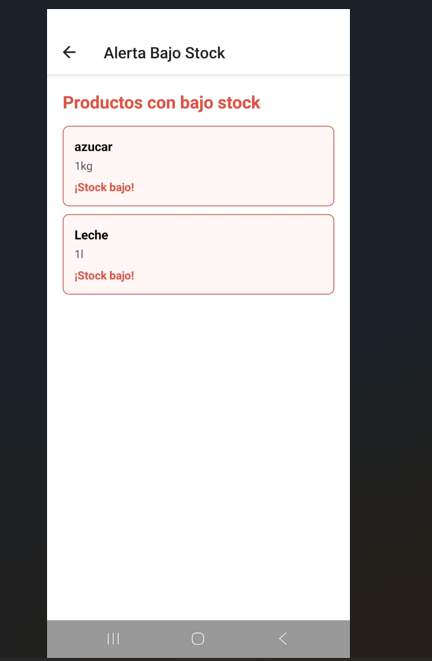 Alerta Bajo Stock
Productos con bajo stock
azucar
1kg
¡Stock bajo!
Leche
1l
¡Stock bajo!